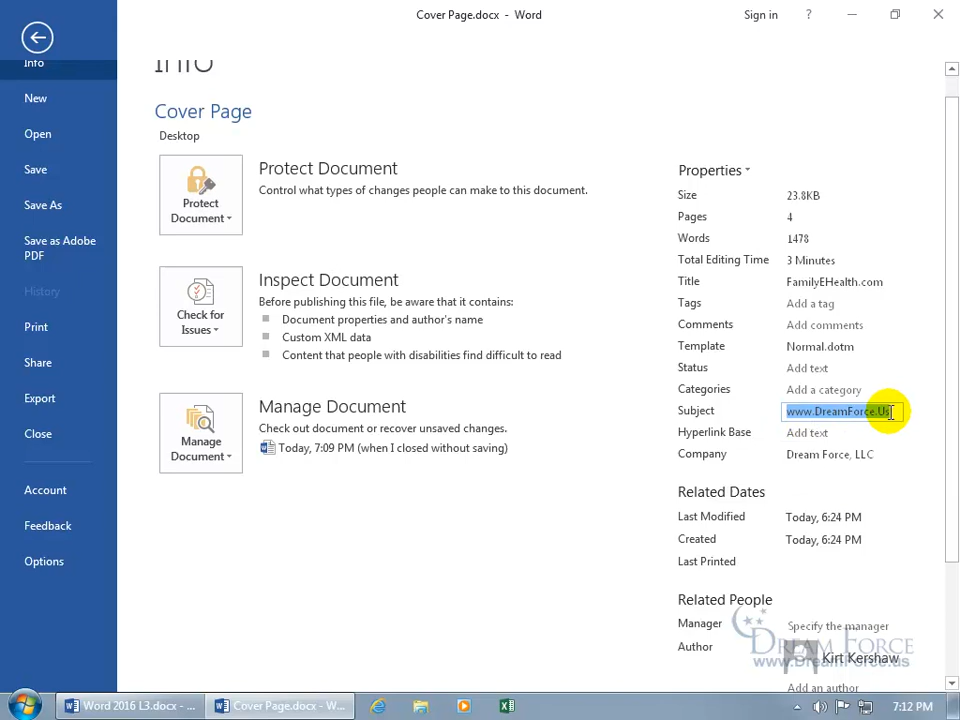 Cover Page.docx - Word
Sign in ?
Info
New
Open
Save
Save As
Save as Adobe
PDF
History
Print
Share
Export
Close
Account
Feedback
Options
Info
Cover Page
Desktop
Protect
Document
Protect Document
Control what types of changes people can make to this document.
Check for
Issues
Inspect Document
Before publishing this file, be aware that it contains:
Document properties and author's name
Custom XML data
Content that people with disabilities find difficult to read
Manage
Document
Manage Document
Check out document or recover unsaved changes.
Today, 7:09 PM (when I closed without saving)
Properties
Size 23.8KB
Pages 4
Words 1478
Total Editing Time 3 Minutes
Title FamilyEHealth.com
Tags Add a tag
Comments Add comments
Template Normal.dotm
Status Add text
Categories Add a category
Subject www.DreamForce.Us
Hyperlink Base Add text
Company Dream Force, LLC
Related Dates
Last Modified Today, 6:24 PM
Created Today, 6:24 PM
Last Printed
Related People
Manager Specify the manager
Author Kirt Kershaw
Add an author
DREAM FORCE
www.DreamForce.us
Word 2016 L3.docx - ...
Cover Page.docx - W...
7:12 PM